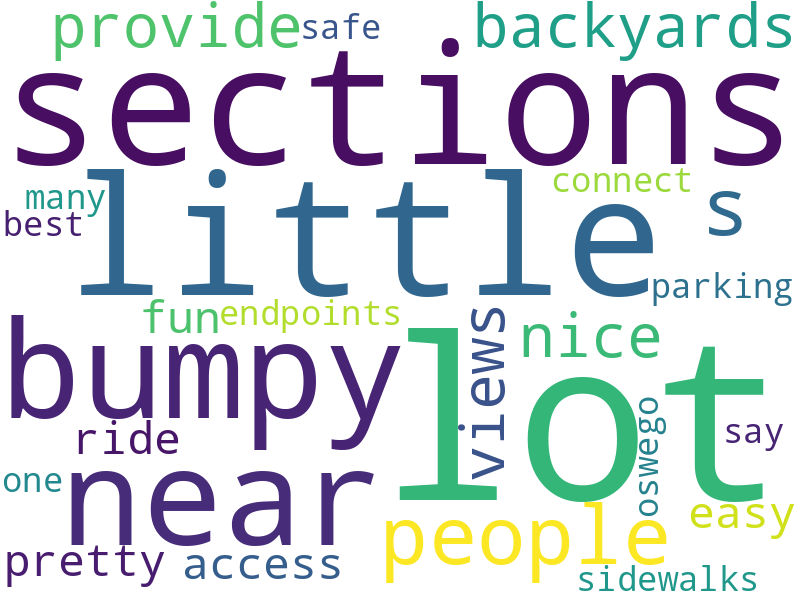 provide safe backyards
sections
little
many
best
connect
s
parking
fun endpoints
bumpy
views
nice
lot
ride
near
one
oswego
say
people
easy
pretty access
sidewalks